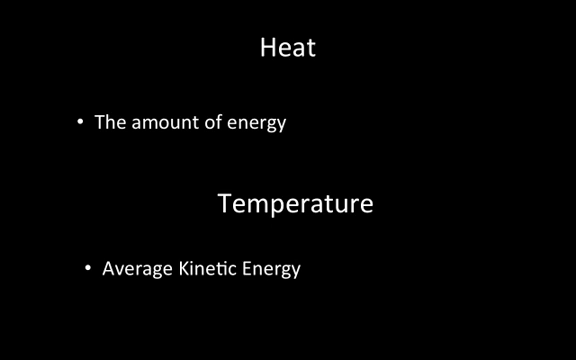 Heat
• The amount of energy
Temperature
• Average Kinetic Energy